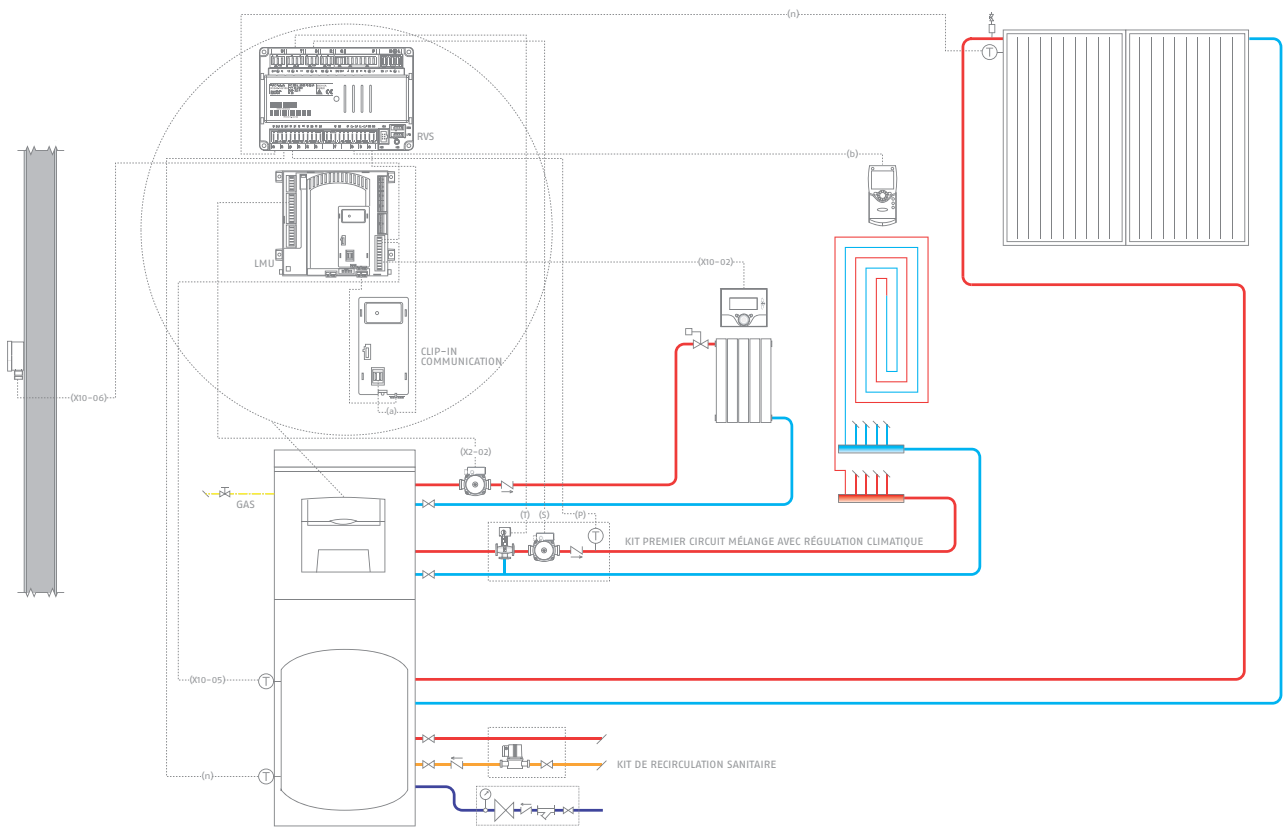 (n)
RVS
(b)
LMU
(X10-02)
CLIP-IN
COMMUNICATION
(X10-06)
(a)
(X2-02)
GAS
(T) (S) (P)
T
T
KIT PREMIER CIRCUIT MÉLANGE AVEC RÉGULATION CLIMATIQUE
(X10-05)
T
KIT DE RECIRCULATION SANITAIRE
(n)
T